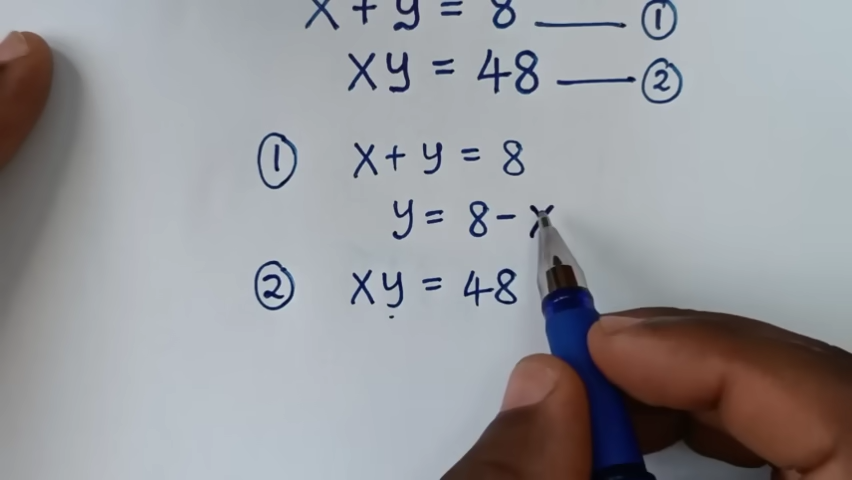 x + y = 8 —— ①
xy = 48 —— ②
① x + y = 8
y = 8 - x
② xy = 48